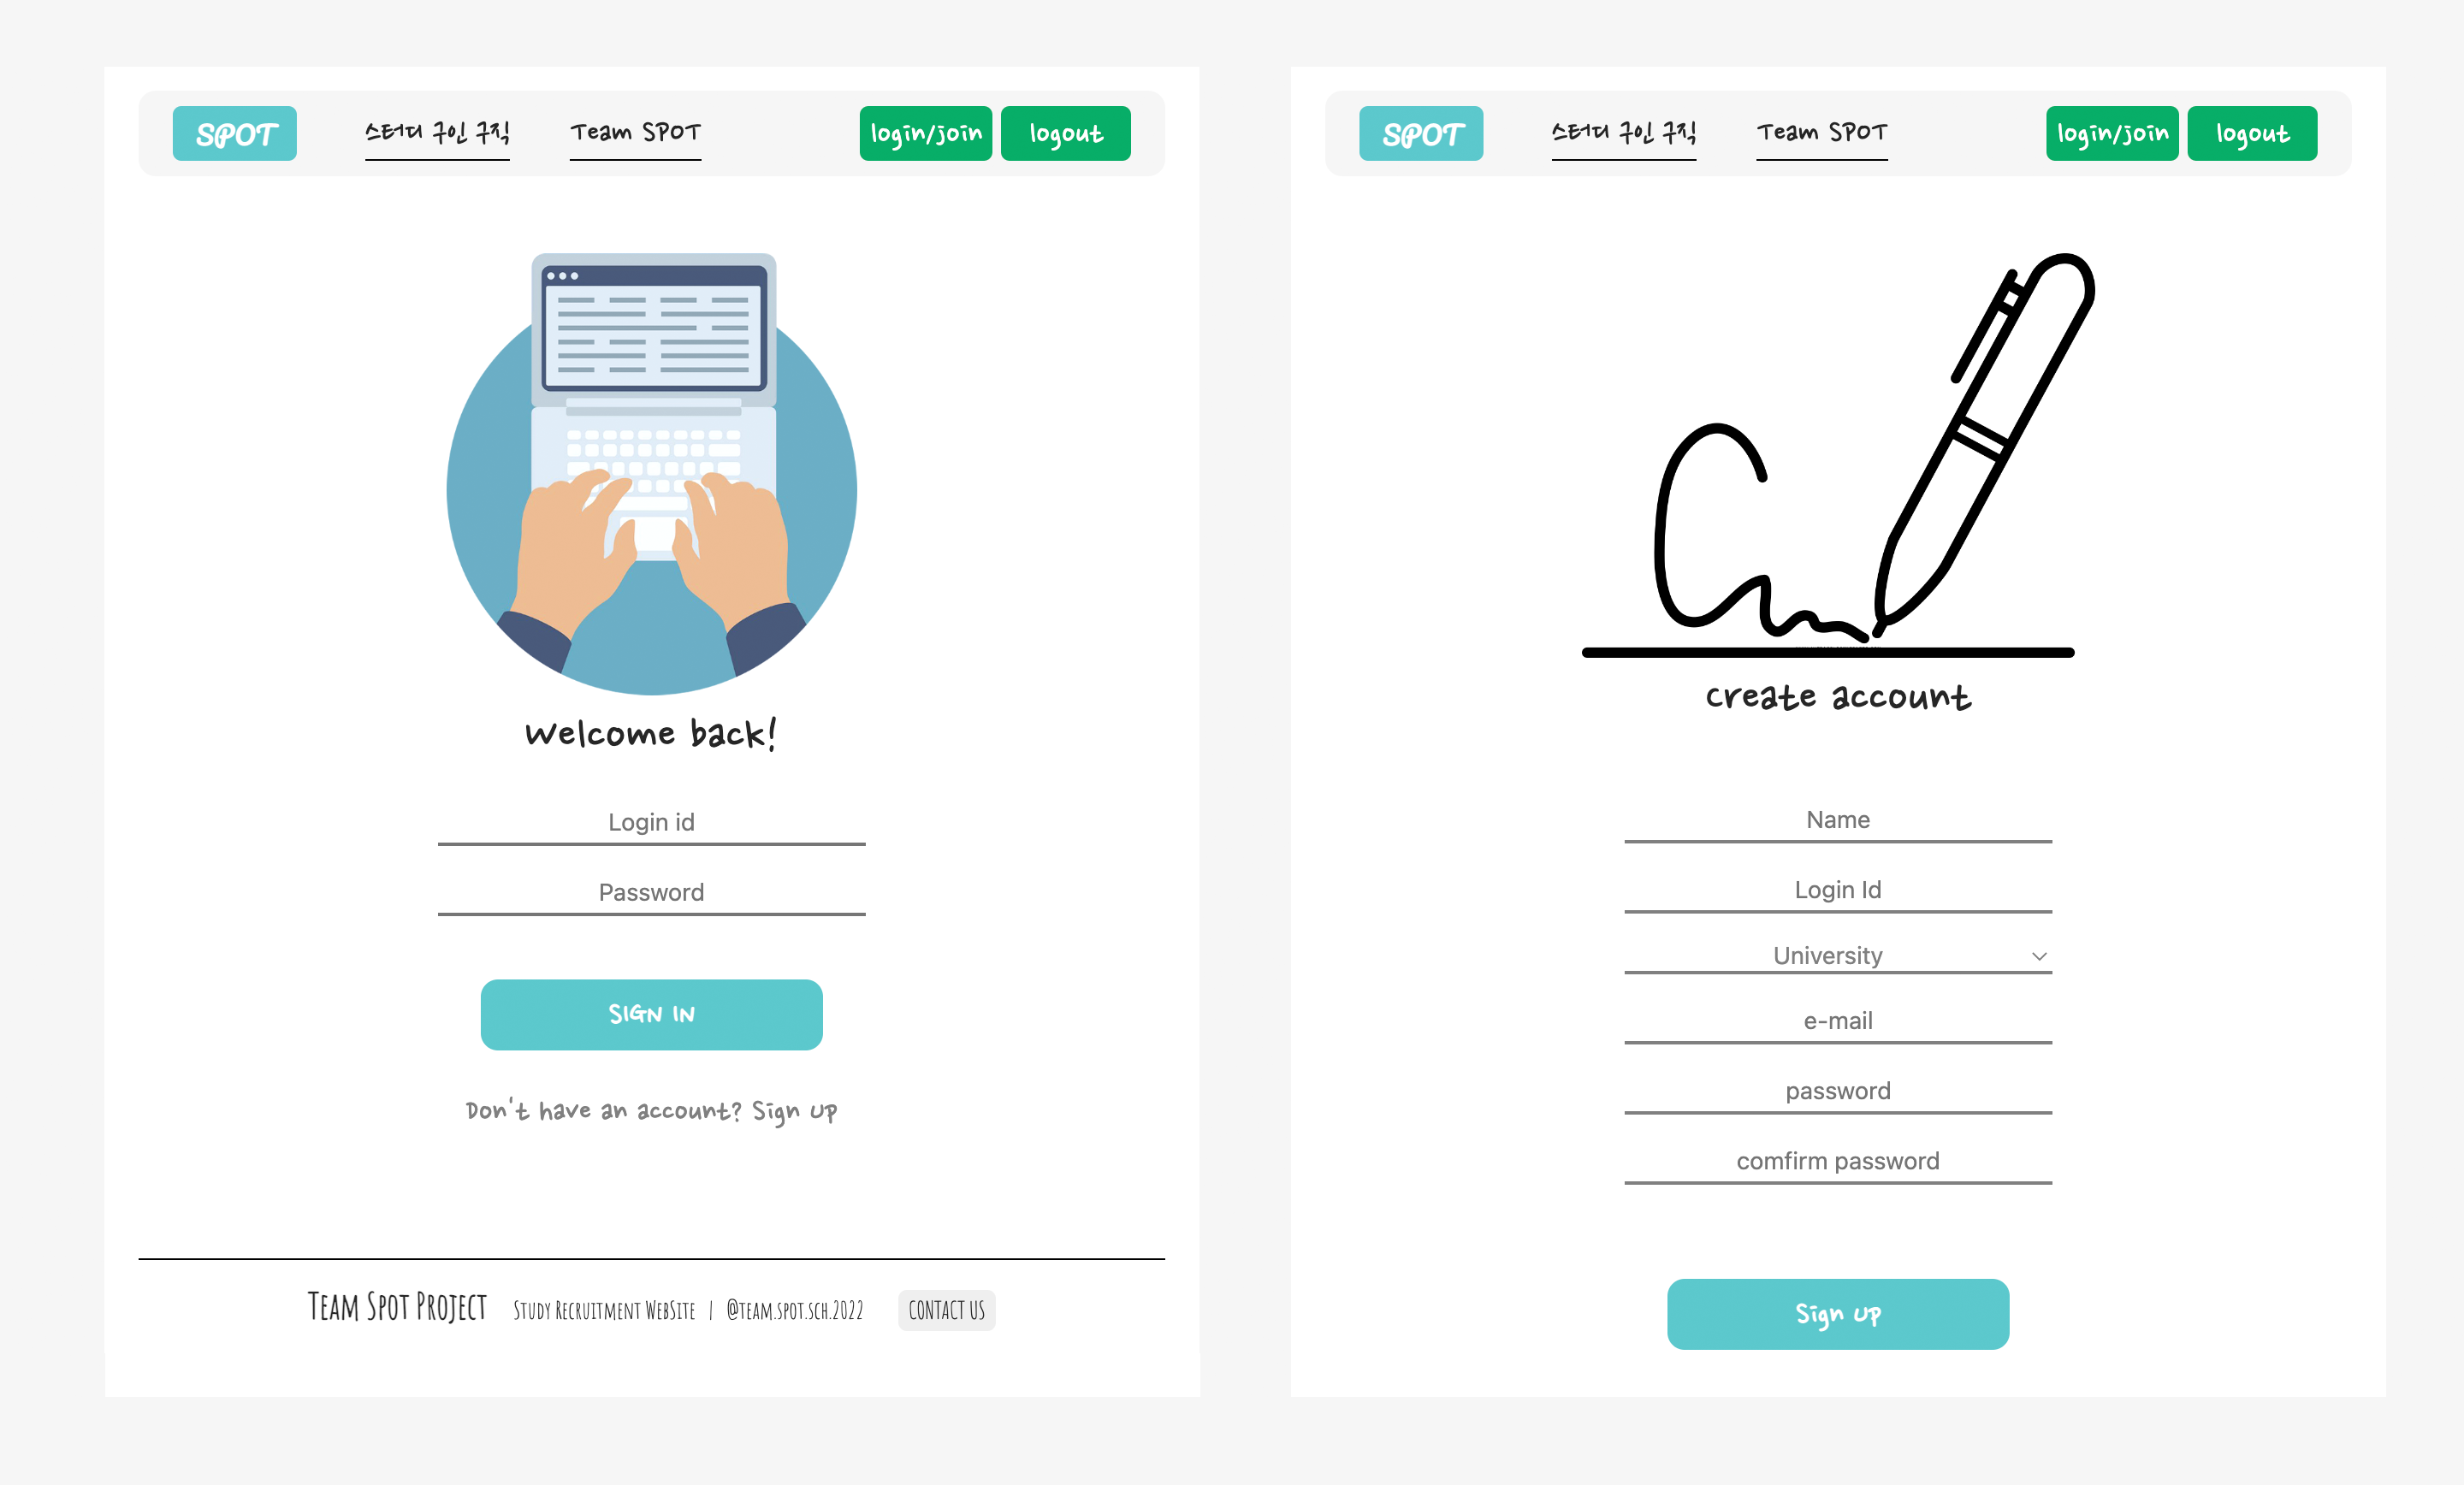 SPOT
스터디 구인 구직
Team SPOT
login/join
logout
Welcome back!
Login id
Password
SIGN IN
Don't have an account? Sign up
TEAM SPOT PROJECT
STUDY RECRUITMENT WEBSITE | @TEAM.SPOT.SCH.2022
CONTACT US
SPOT
스터디 구인 구직
Team SPOT
login/join
logout
create account
Name
Login Id
University
e-mail
password
comfirm password
Sign up